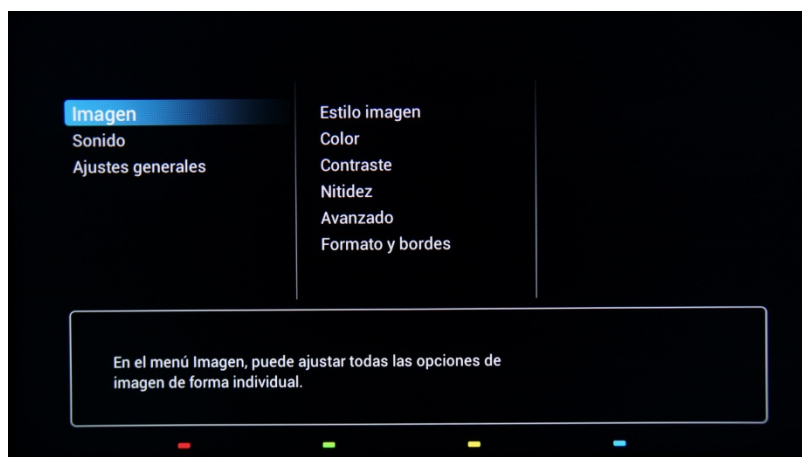 Imagen
Sonido
Ajustes generales
Estilo imagen
Color
Contraste
Nitidez
Avanzado
Formato y bordes
En el menú Imagen, puede ajustar todas las opciones de
imagen de forma individual.